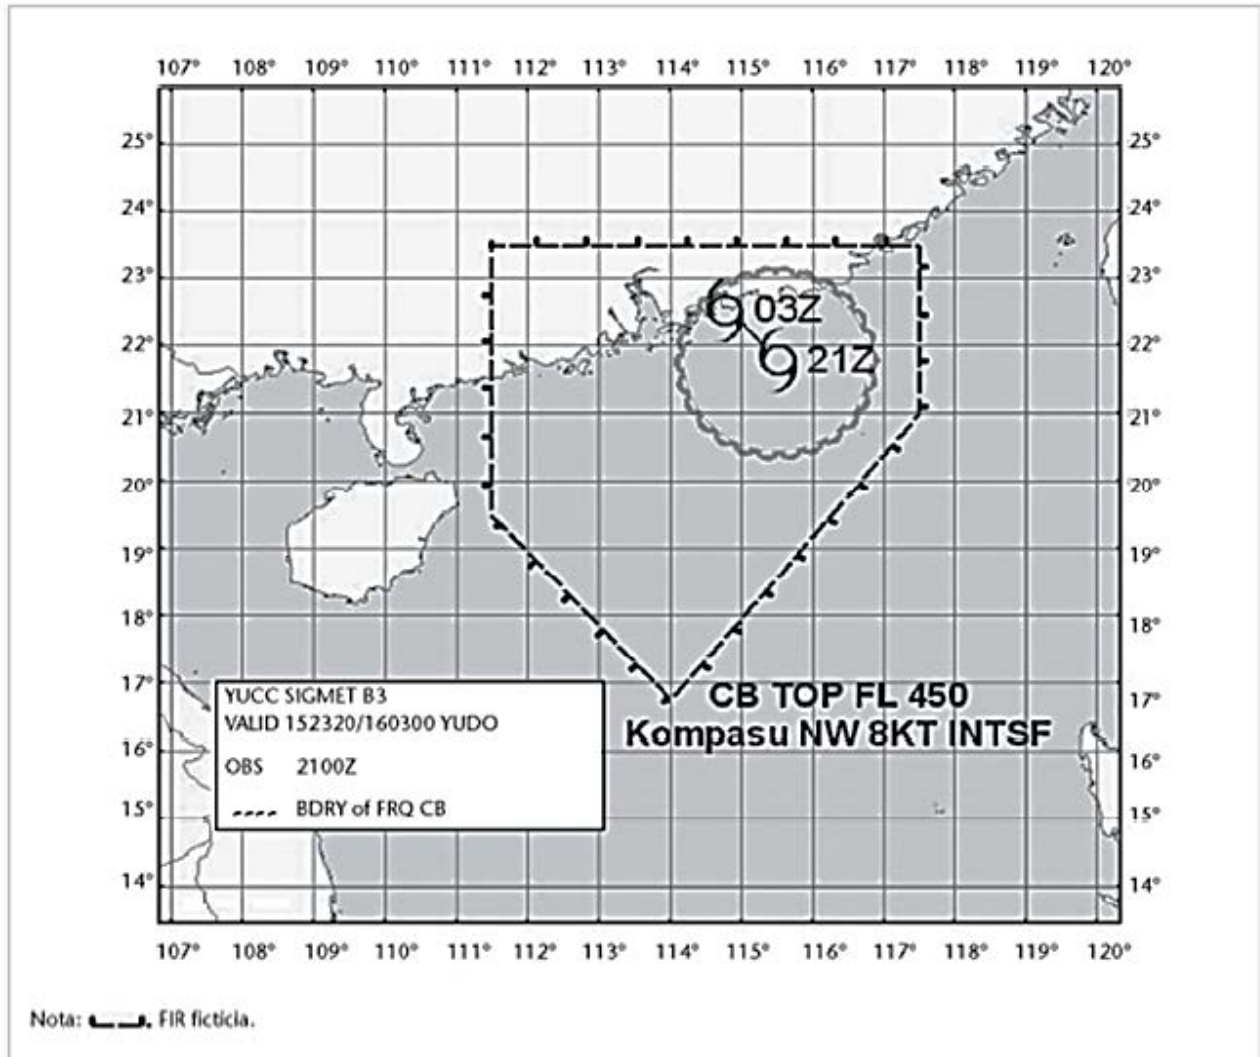 107° 108° 109° 110° 111° 112° 113° 114° 115° 116° 117° 118° 119° 120°
25° 25°
24° 24°
23° 23°
03Z
22° 22°
21Z
21° 21°
20° 20°
19° 19°
18° 18°
17° 17°
CB TOP FL 450
Kompasu NW 8KT INTSF
YUCC SIGMET B3
VALID 152320/160300 YUDO
OBS 2100Z
BDRY of FRQ CB
16° 16°
15° 15°
14° 14°
107° 108° 109° 110° 111° 112° 113° 114° 115° 116° 117° 118° 119° 120°
Nota: FIR fictícia.